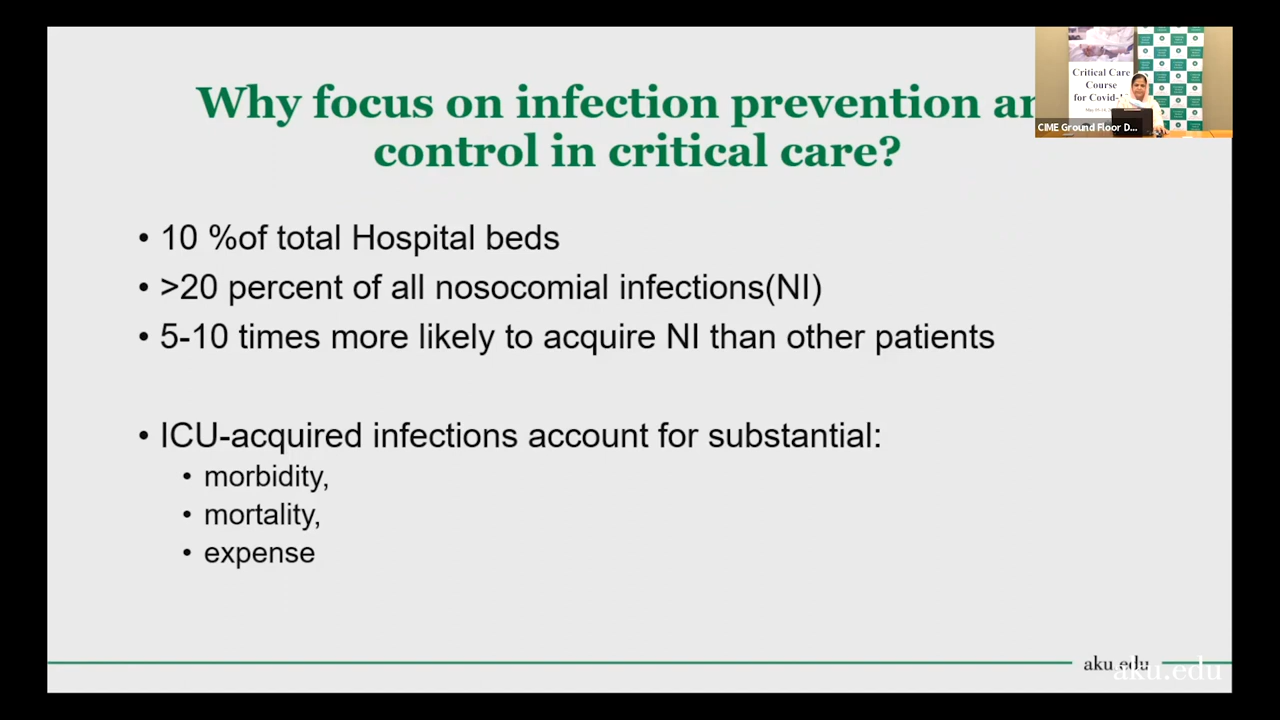 Why focus on infection prevention an
control in critical care?
• 10 %of total Hospital beds
• >20 percent of all nosocomial infections(NI)
• 5-10 times more likely to acquire NI than other patients
• ICU-acquired infections account for substantial:
• morbidity,
• mortality,
• expense
Critical Care
Course
for Covid-
CIME Ground Floor D...
aku.edu
aku.edu